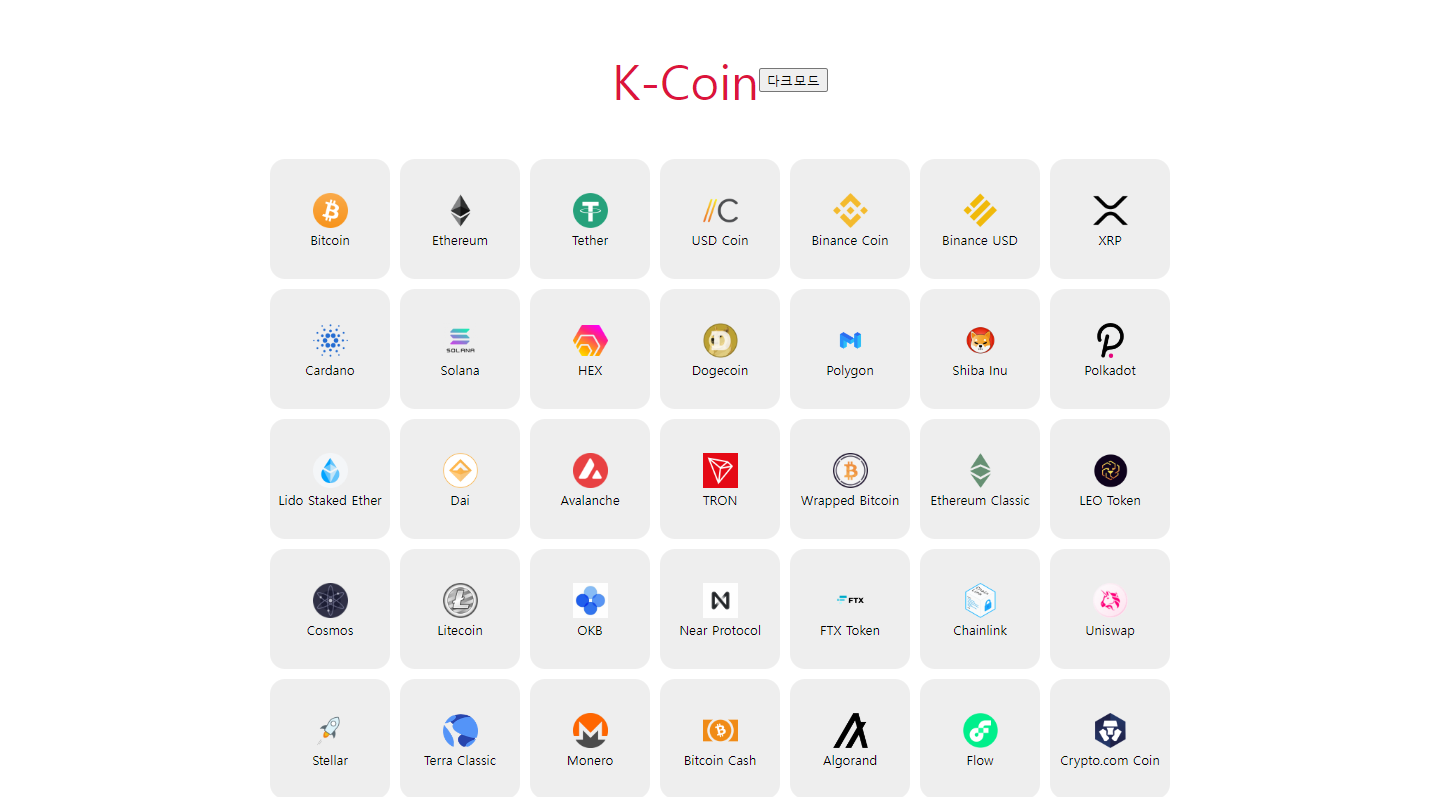 K-Coin 다크모드
Bitcoin Ethereum Tether USD Coin Binance Coin Binance USD XRP
SOLANA
Cardano Solana HEX Dogecoin Polygon Shiba Inu Polkadot
Lido Staked Ether Dai Avalanche TRON Wrapped Bitcoin Ethereum Classic LEO Token
FTX
Cosmos Litecoin OKB Near Protocol FTX Token Chainlink Uniswap
Stellar Terra Classic Monero Bitcoin Cash Algorand Flow Crypto.com Coin